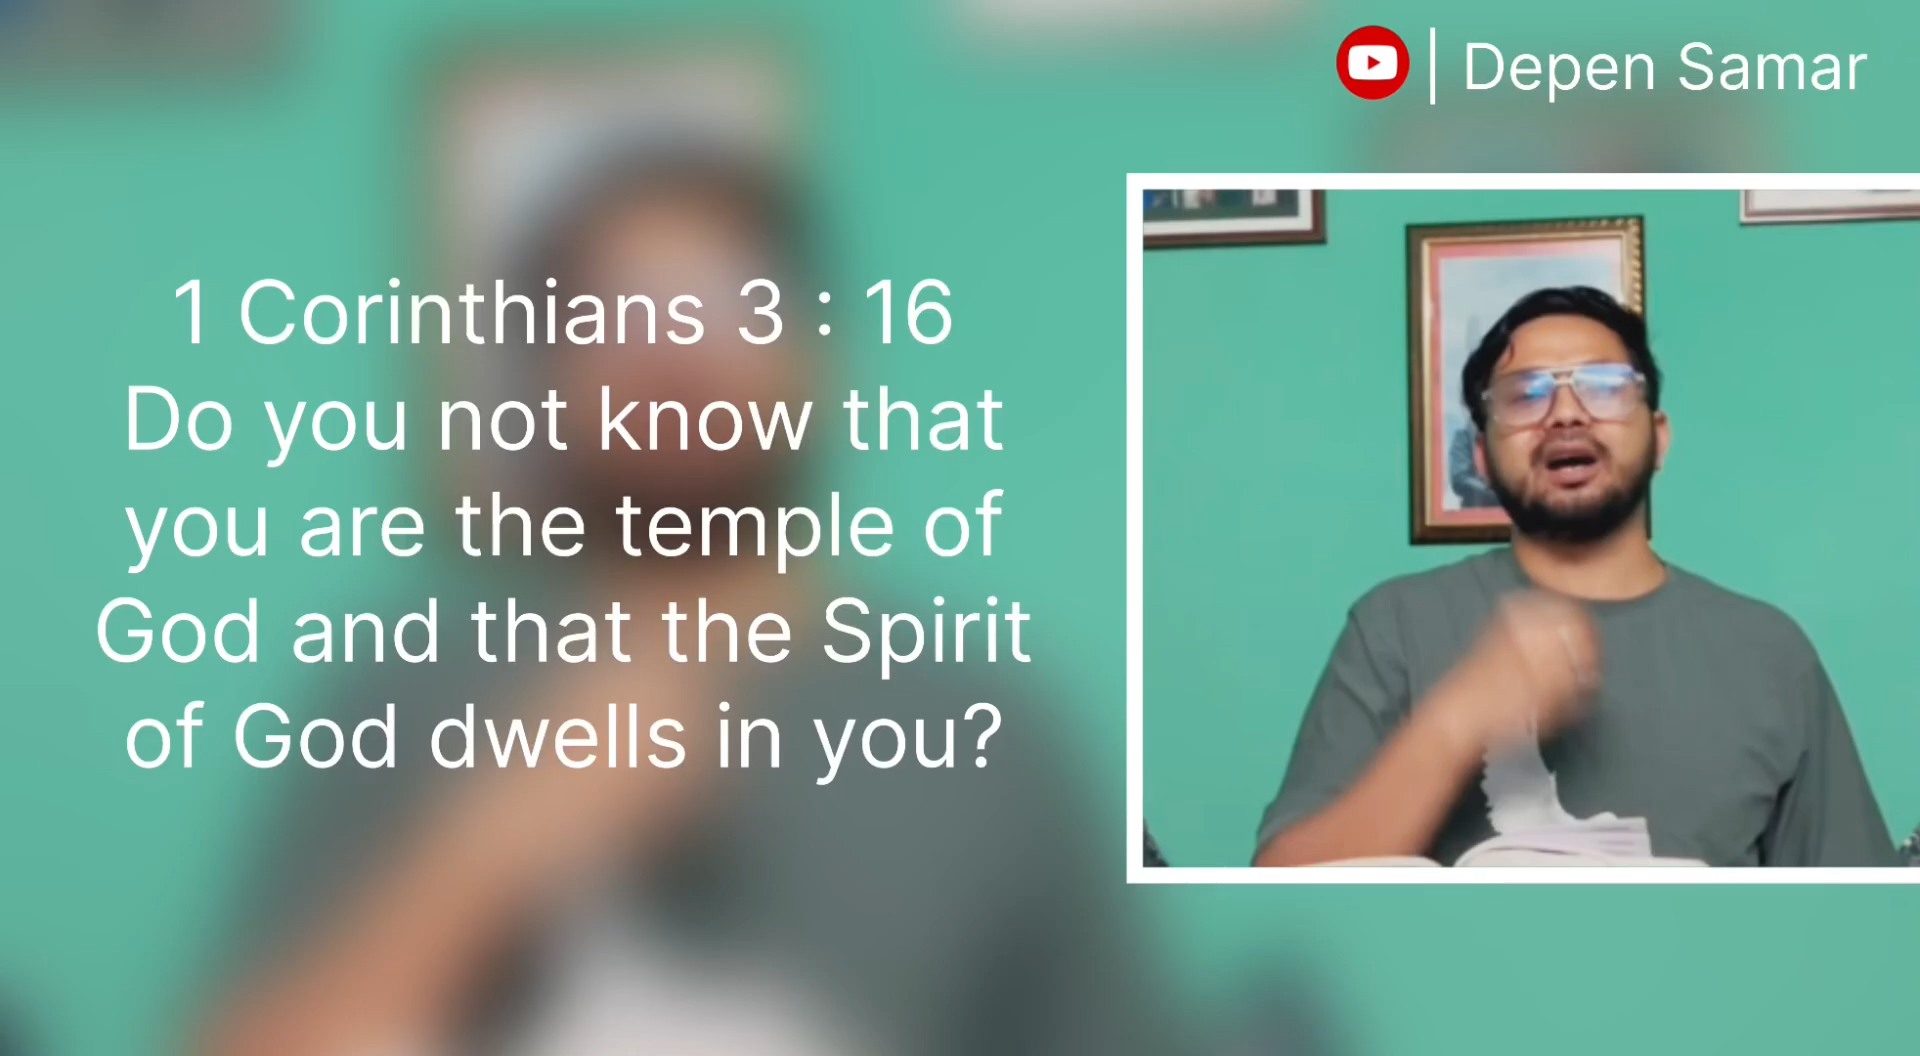 Depen Samar
1 Corinthians 3 : 16
Do you not know that
you are the temple of
God and that the Spirit
of God dwells in you?